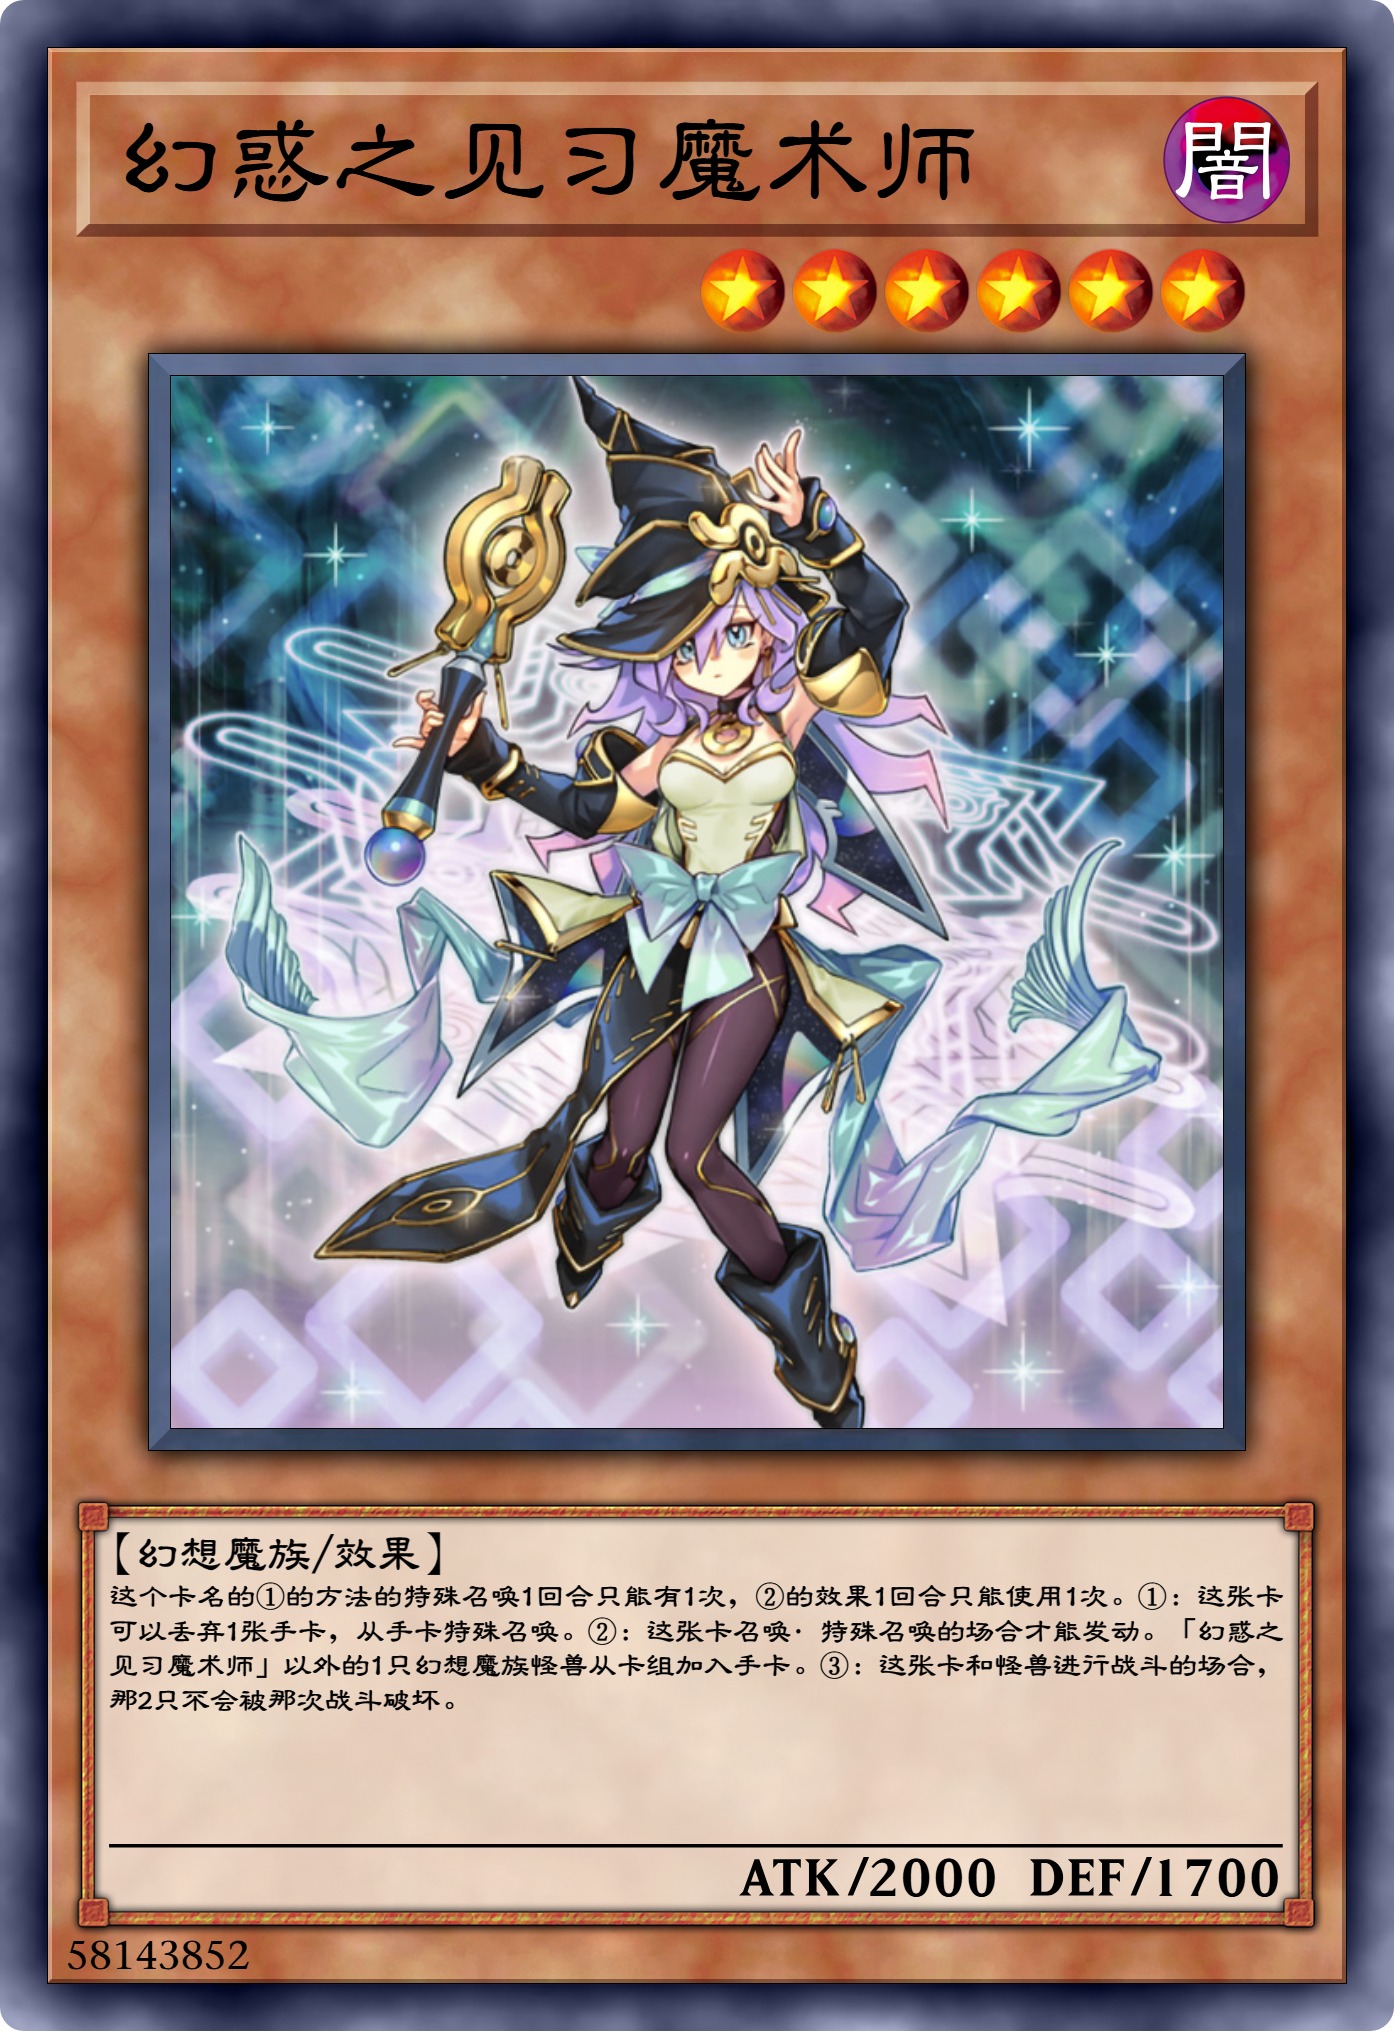 幻惑之见习魔术师
闇
【幻想魔族/效果】
这个卡名的①的方法的特殊召唤1回合只能有1次，②的效果1回合只能使用1次。①：这张卡
可以丢弃1张手卡，从手卡特殊召唤。②：这张卡召唤·特殊召唤的场合才能发动。「幻惑之
见习魔术师」以外的1只幻想魔族怪兽从卡组加入手卡。③：这张卡和怪兽进行战斗的场合，
那2只不会被那次战斗破坏。
ATK/2000 DEF/1700
58143852